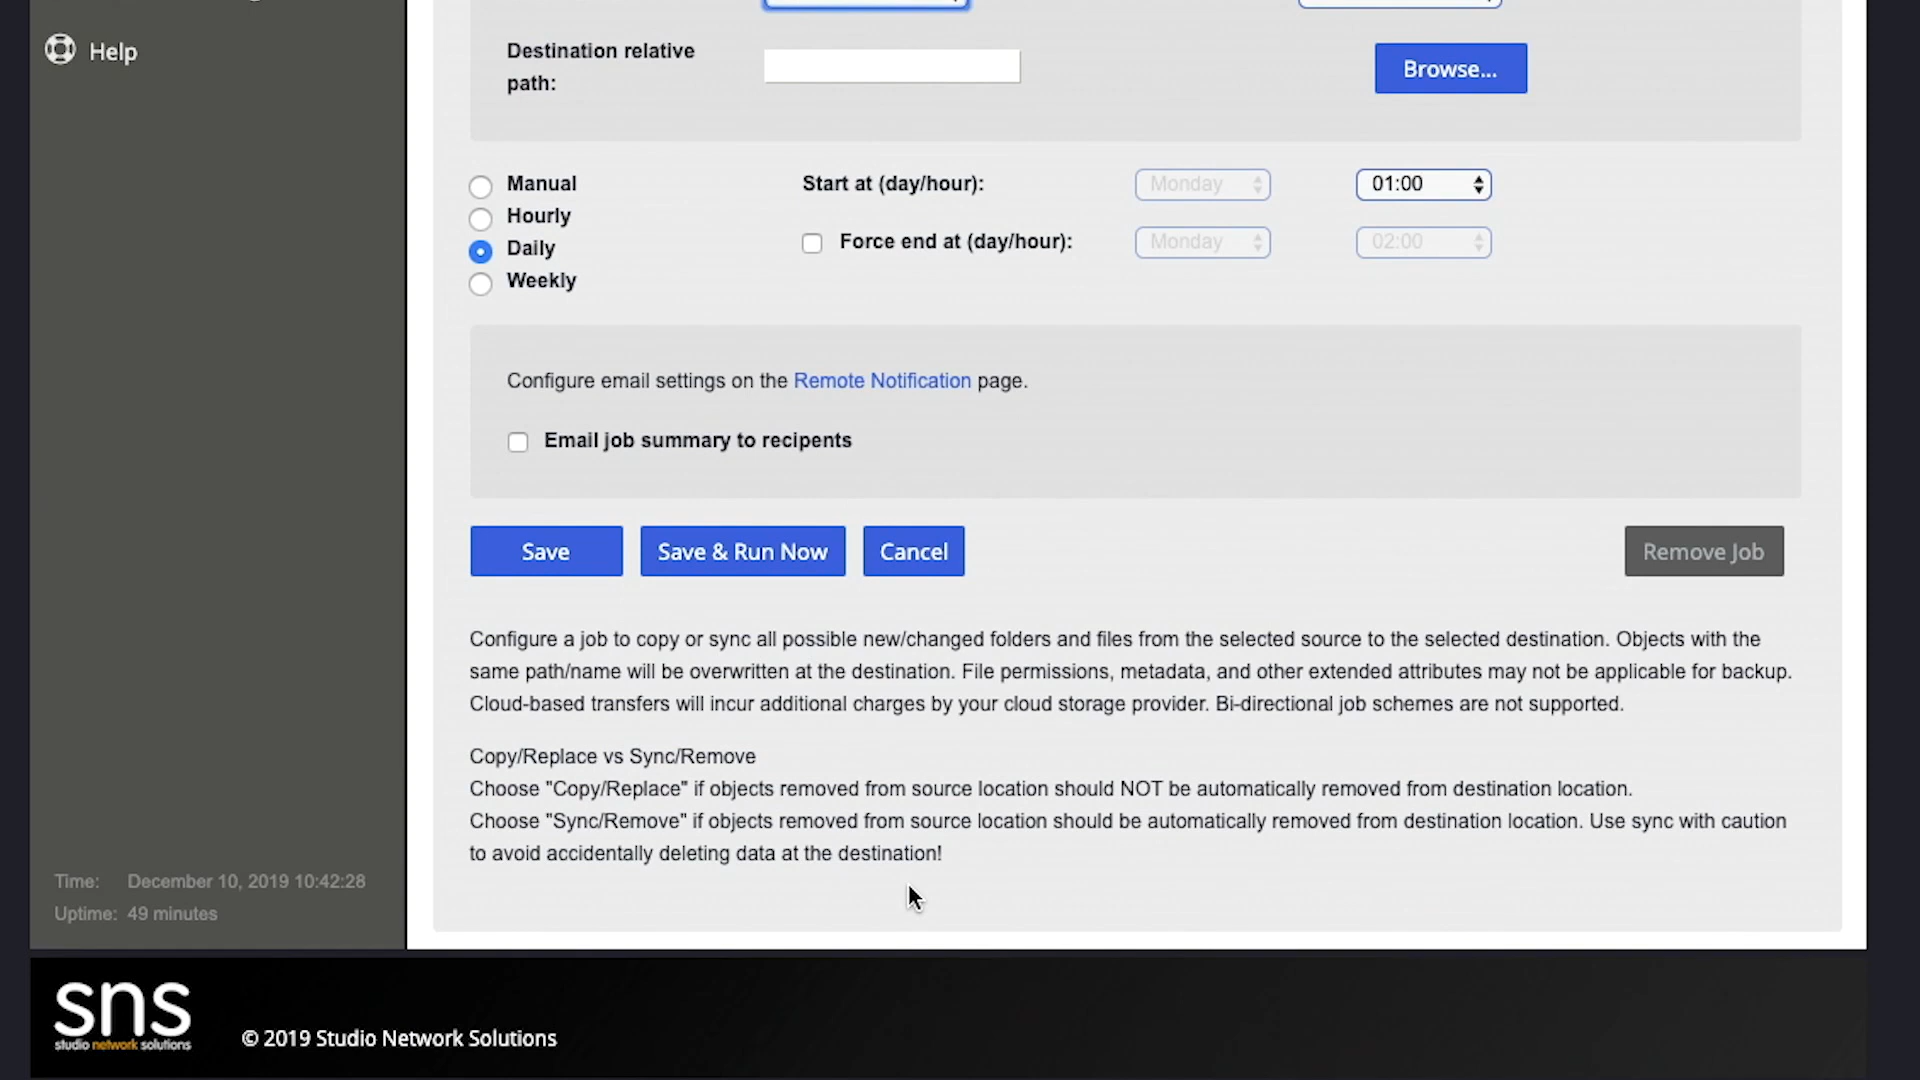 Help
Destination relative
path:
Browse...
Manual
Start at (day/hour):
Monday
01:00
Hourly
Daily
Force end at (day/hour):
Monday
02:00
Weekly
Configure email settings on the Remote Notification page.
Email job summary to recipents
Save
Save & Run Now
Cancel
Remove Job
Configure a job to copy or sync all possible new/changed folders and files from the selected source to the selected destination. Objects with the
same path/name will be overwritten at the destination. File permissions, metadata, and other extended attributes may not be applicable for backup.
Cloud-based transfers will incur additional charges by your cloud storage provider. Bi-directional job schemes are not supported.
Copy/Replace vs Sync/Remove
Choose "Copy/Replace" if objects removed from source location should NOT be automatically removed from destination location.
Choose "Sync/Remove" if objects removed from source location should be automatically removed from destination location. Use sync with caution
to avoid accidentally deleting data at the destination!
Time: December 10, 2019 10:42:28
Uptime: 49 minutes
sns
studio network solutions
© 2019 Studio Network Solutions